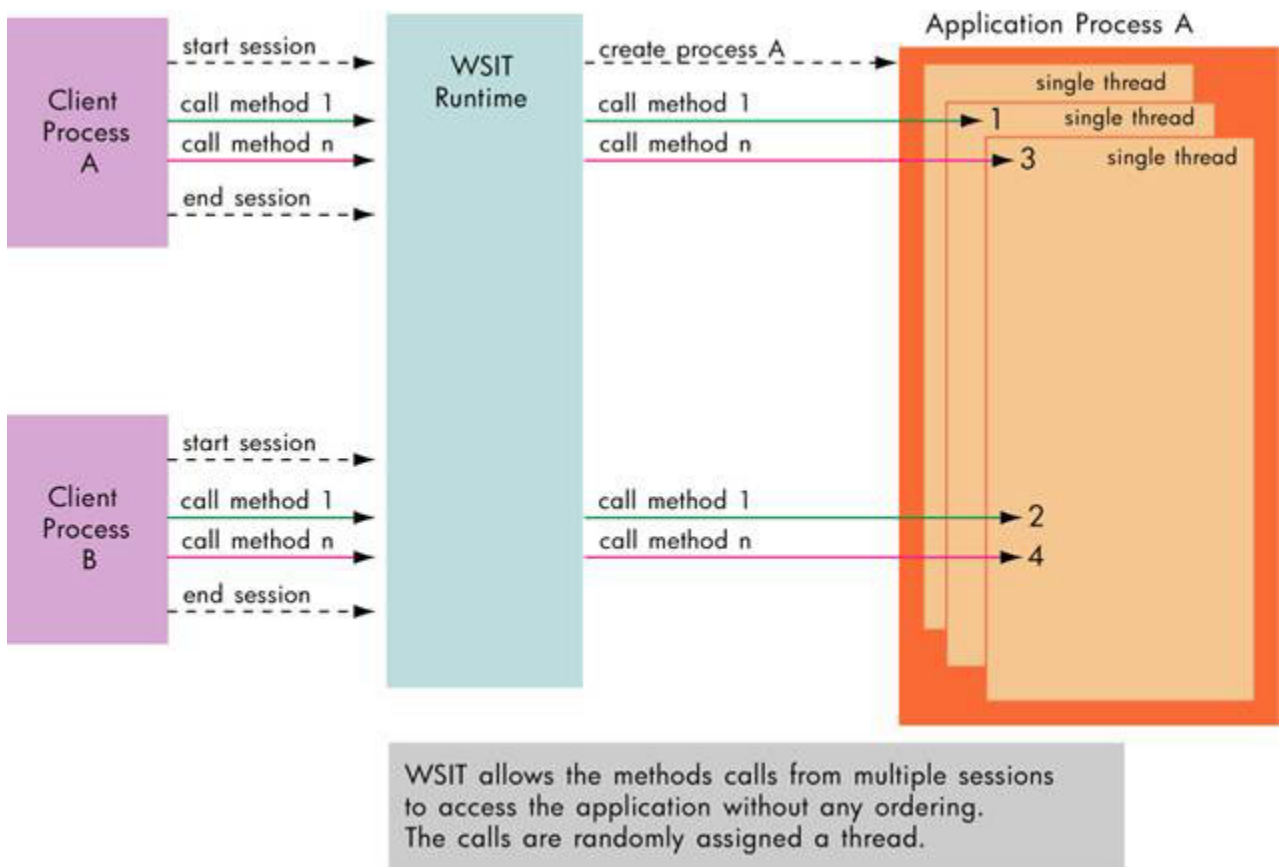 Application Process A
start session
create process A
single thread
WSIT
Runtime
Client
Process
A
call method 1
call method 1
1
single thread
call method n
call method n
3
single thread
end session
start session
Client
Process
B
call method 1
call method 1
2
call method n
call method n
4
end session
WSIT allows the methods calls from multiple sessions
to access the application without any ordering.
The calls are randomly assigned a thread.